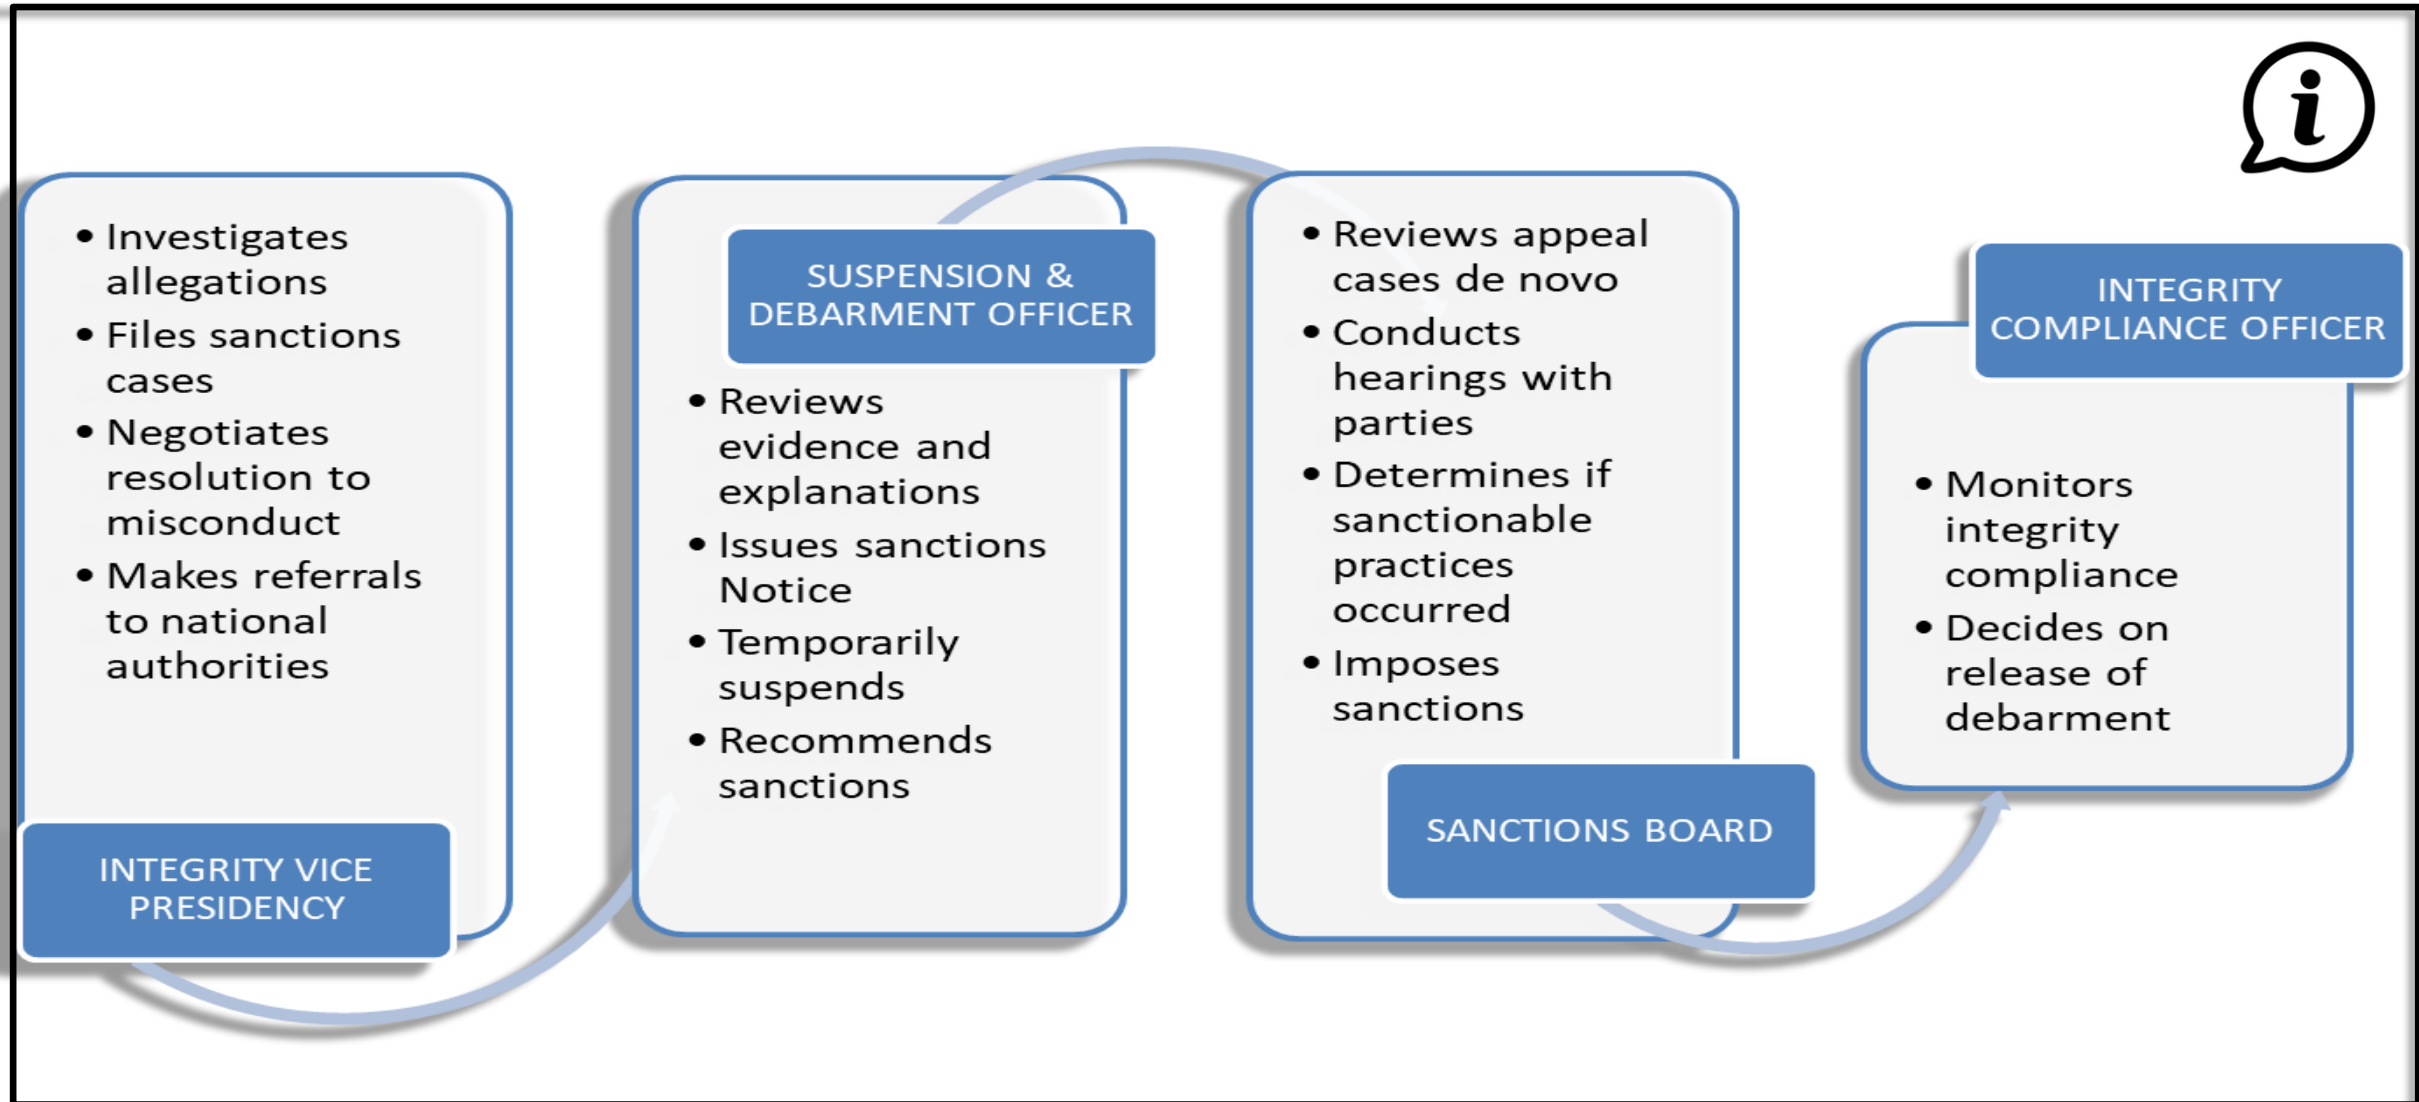 • Investigates
allegations
• Files sanctions
cases
• Negotiates
resolution to
misconduct
• Makes referrals
to national
authorities
INTEGRITY VICE
PRESIDENCY
SUSPENSION &
DEBARMENT OFFICER
• Reviews
evidence and
explanations
• Issues sanctions
Notice
• Temporarily
suspends
• Recommends
sanctions
• Reviews appeal
cases de novo
• Conducts
hearings with
parties
• Determines if
sanctionable
practices
occurred
• Imposes
sanctions
SANCTIONS BOARD
i
INTEGRITY
COMPLIANCE OFFICER
• Monitors
integrity
compliance
• Decides on
release of
debarment